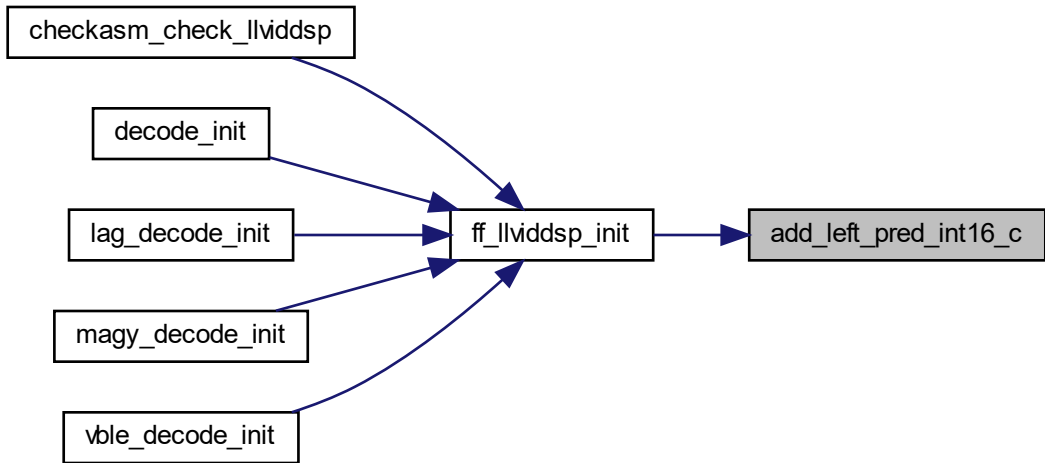 checkasm_check_llviddsp
decode_init
lag_decode_init
ff_llviddsp_init
add_left_pred_int16_c
magy_decode_init
vble_decode_init